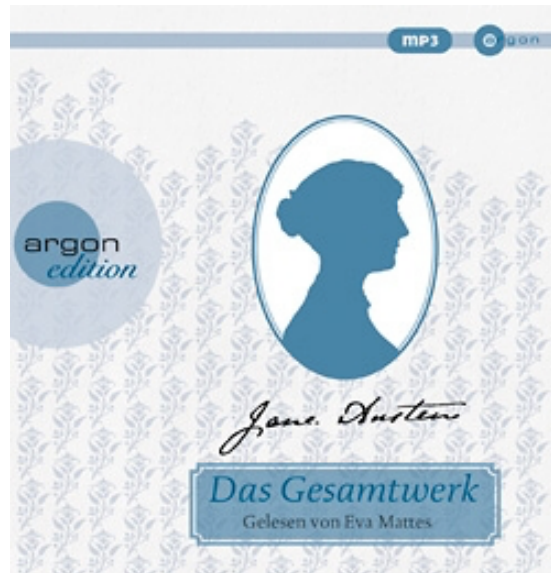 MP3
argon
argon
edition
Jane Austen
Das Gesamtwerk
Gelesen von Eva Mattes